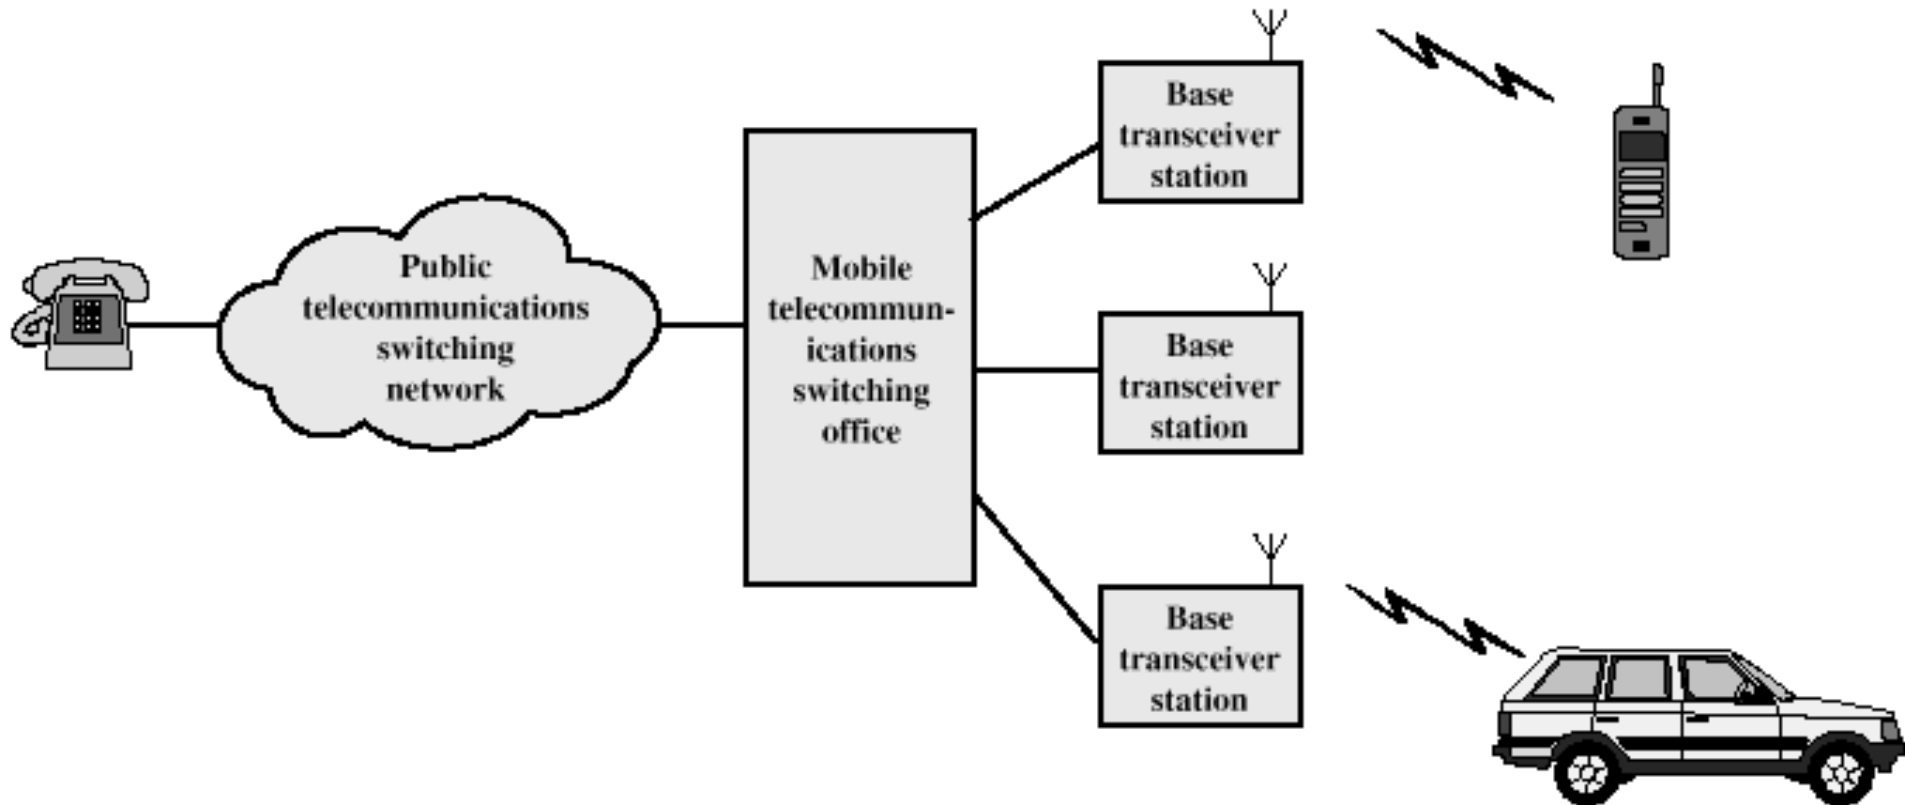 Public
telecommunications
switching
network
Mobile
telecommun-
ications
switching
office
Base
transceiver
station
Base
transceiver
station
Base
transceiver
station